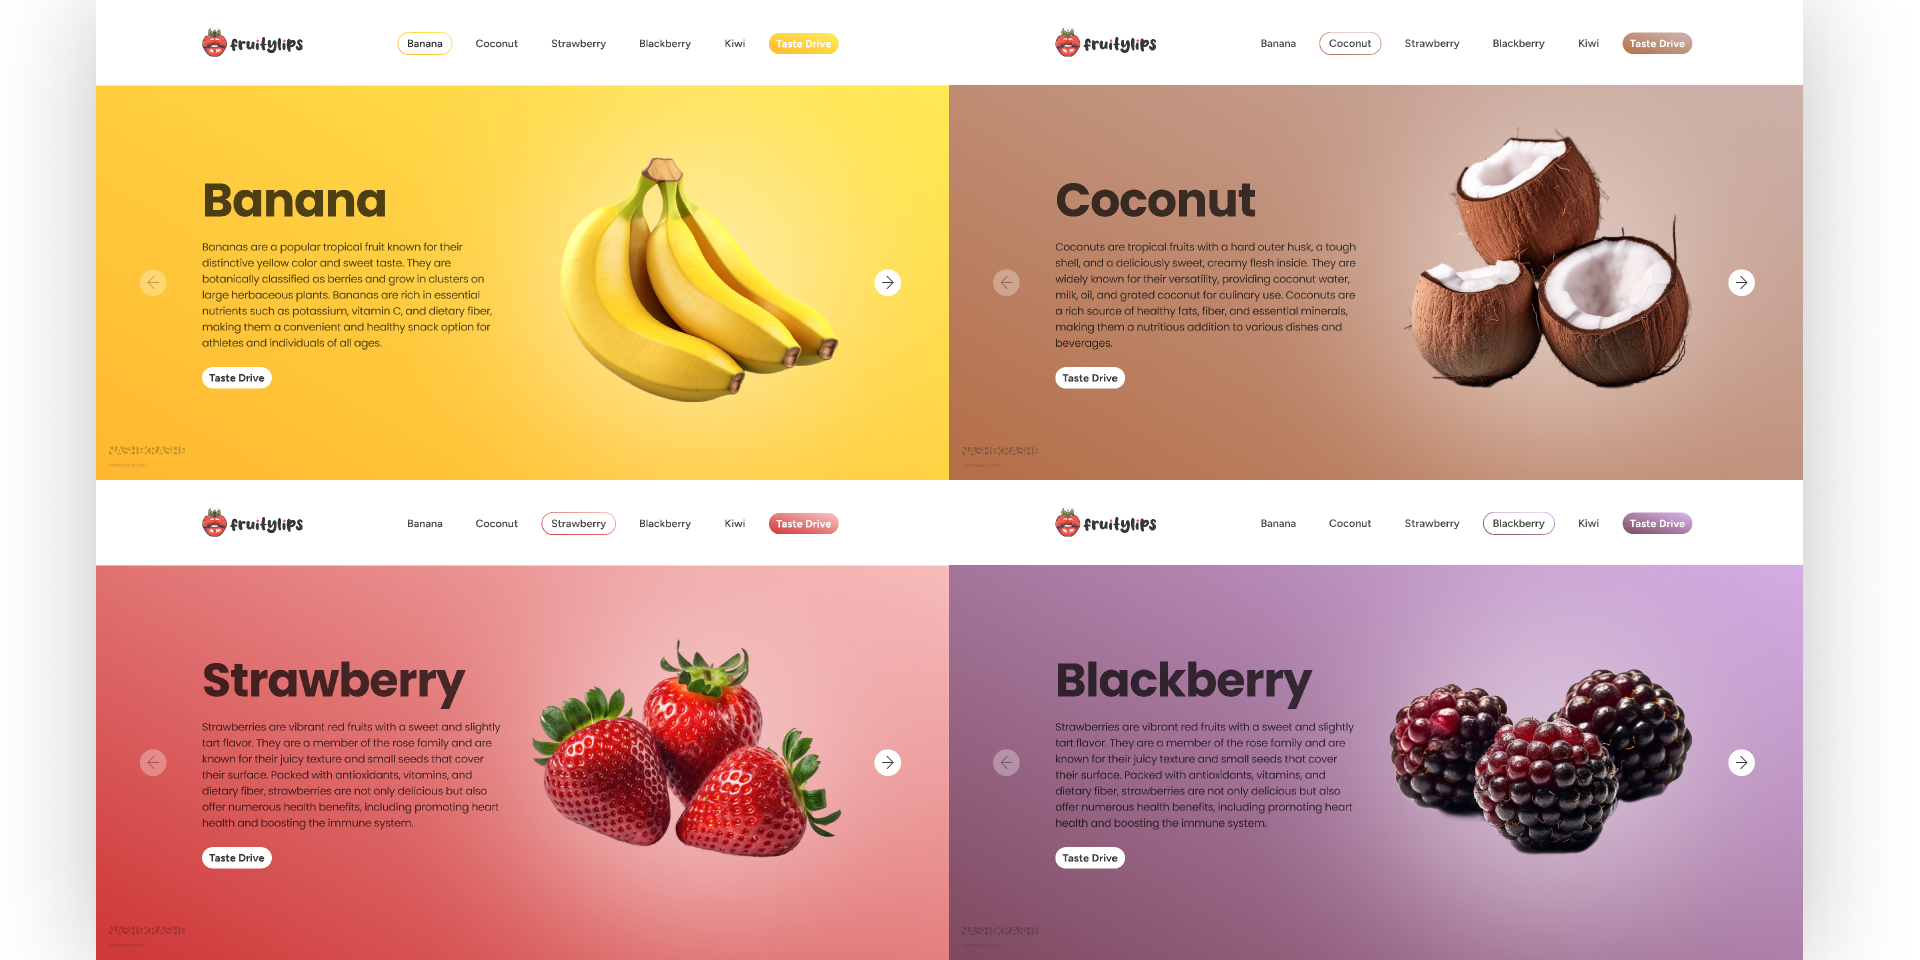 fruitylips
Banana Coconut Strawberry Blackberry Kiwi Taste Drive
Banana
Bananas are a popular tropical fruit known for their
distinctive yellow color and sweet taste. They are
botanically classified as berries and grow in clusters on
large herbaceous plants. Bananas are rich in essential
nutrients such as potassium, vitamin C, and dietary fiber,
making them a convenient and healthy snack option for
athletes and individuals of all ages.
Taste Drive
NASHEKRASHE
fruitylips
Banana Coconut Strawberry Blackberry Kiwi Taste Drive
Coconut
Coconuts are tropical fruits with a hard outer husk, a tough
shell, and a deliciously sweet, creamy flesh inside. They are
widely known for their versatility, providing coconut water,
milk, oil, and grated coconut for culinary use. Coconuts are
a rich source of healthy fats, fiber, and essential minerals,
making them a nutritious addition to various dishes and
beverages.
Taste Drive
NASHEKRASHE
fruitylips
Banana Coconut Strawberry Blackberry Kiwi Taste Drive
Strawberry
Strawberries are vibrant red fruits with a sweet and slightly
tart flavor. They are a member of the rose family and are
known for their juicy texture and small seeds that cover
their surface. Packed with antioxidants, vitamins, and
dietary fiber, strawberries are not only delicious but also
offer numerous health benefits, including promoting heart
health and boosting the immune system.
Taste Drive
NASHEKRASHE
fruitylips
Banana Coconut Strawberry Blackberry Kiwi Taste Drive
Blackberry
Strawberries are vibrant red fruits with a sweet and slightly
tart flavor. They are a member of the rose family and are
known for their juicy texture and small seeds that cover
their surface. Packed with antioxidants, vitamins, and
dietary fiber, strawberries are not only delicious but also
offer numerous health benefits, including promoting heart
health and boosting the immune system.
Taste Drive
NASHEKRASHE